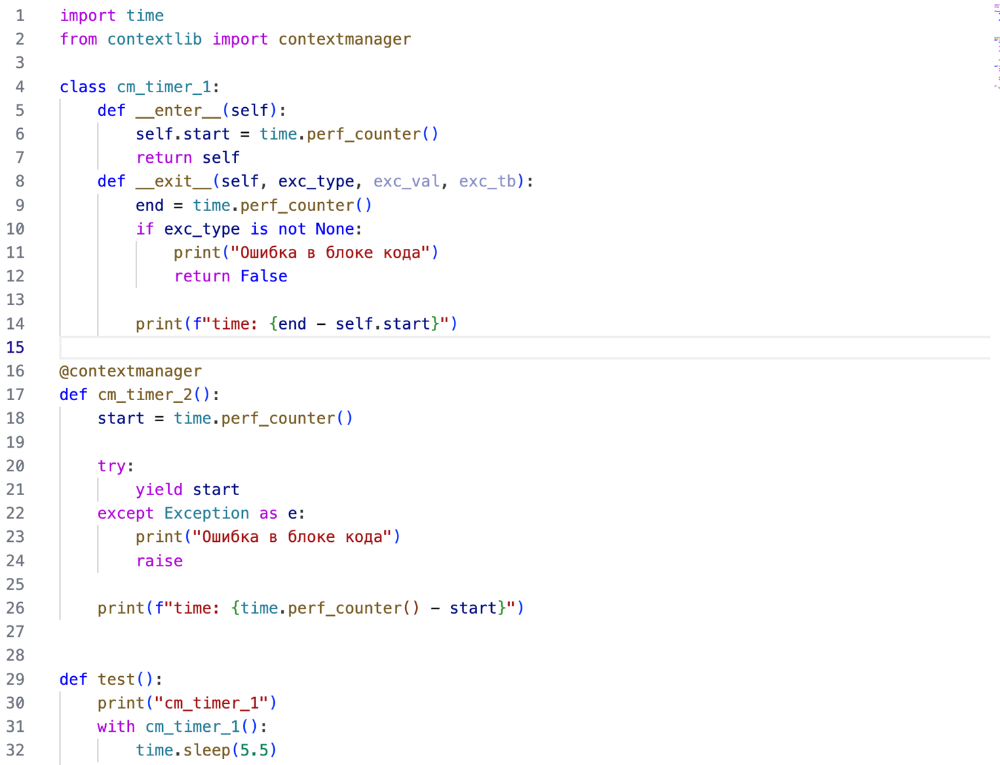 1 import time
2 from contextlib import contextmanager
3
4 class cm_timer_1:
5     def __enter__(self):
6         self.start = time.perf_counter()
7         return self
8     def __exit__(self, exc_type, exc_val, exc_tb):
9         end = time.perf_counter()
10         if exc_type is not None:
11             print("Ошибка в блоке кода")
12             return False
13
14         print(f"time: {end - self.start}")
15
16 @contextmanager
17 def cm_timer_2():
18     start = time.perf_counter()
19
20     try:
21         yield start
22     except Exception as e:
23         print("Ошибка в блоке кода")
24         raise
25
26     print(f"time: {time.perf_counter() - start}")
27
28
29 def test():
30     print("cm_timer_1")
31     with cm_timer_1():
32         time.sleep(5.5)